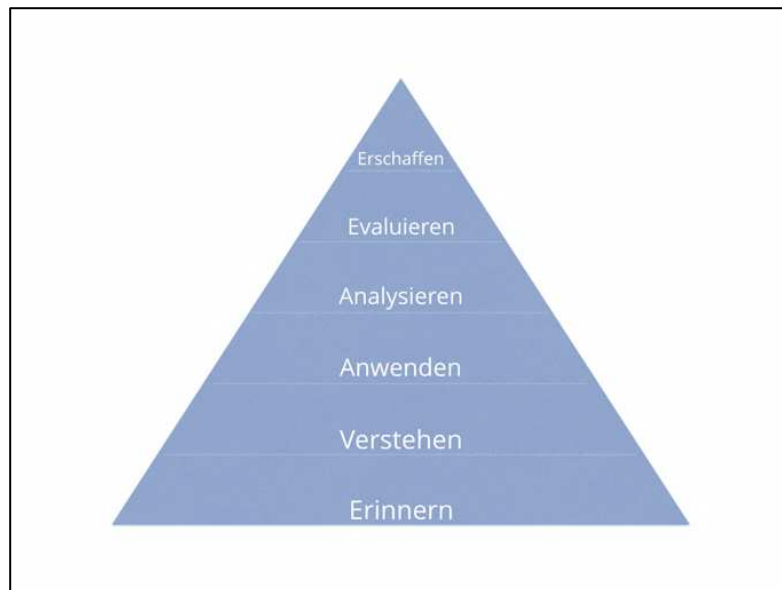 Erschaffen
Evaluieren
Analysieren
Anwenden
Verstehen
Erinnern